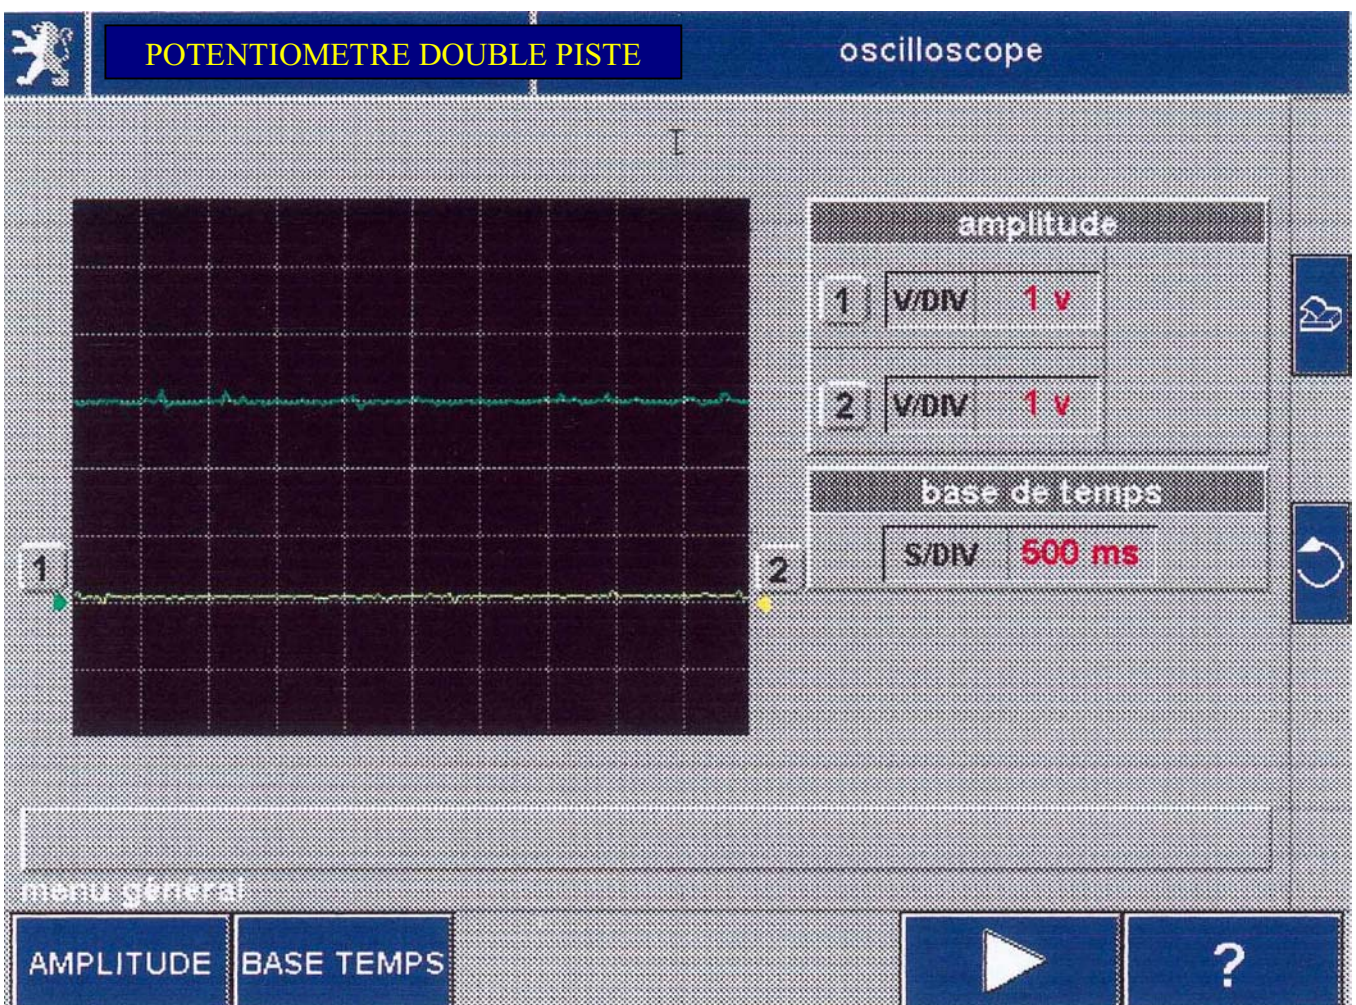 POTENTIOMETRE DOUBLE PISTE
oscilloscope
amplitude
1 V/DIV 1 v
2 V/DIV 1 v
base de temps
S/DIV 500 ms
1
2
menu général
AMPLITUDE
BASE TEMPS
?